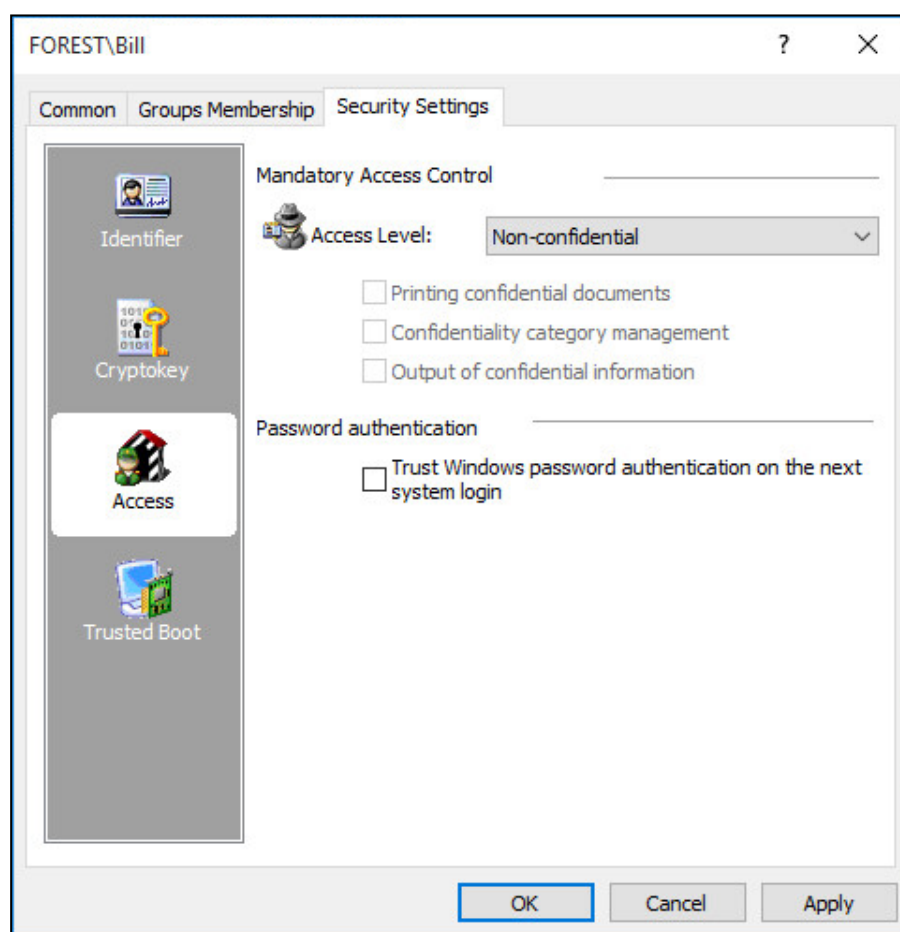 FOREST\Bill
?
Common
Groups Membership
Security Settings
Identifier
Cryptokey
Access
Trusted Boot
Mandatory Access Control
Access Level:
Non-confidential
Printing confidential documents
Confidentiality category management
Output of confidential information
Password authentication
Trust Windows password authentication on the next
system login
OK
Cancel
Apply